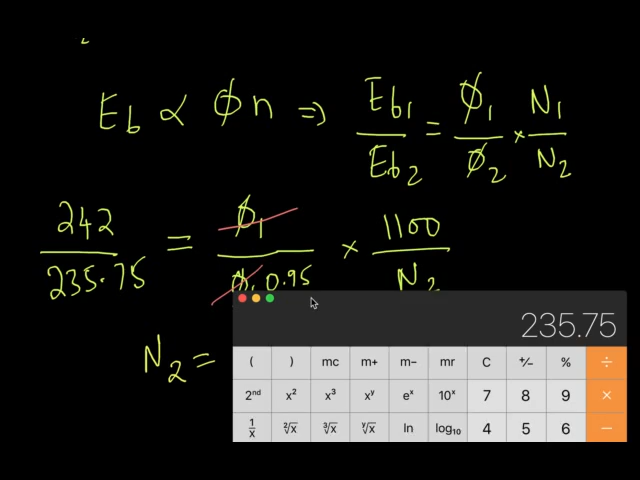 Eb ∝ φn ⇒ Eb1/Eb2 = φ1/φ2 × N1/N2
242/235.75 = φ1/φ1 0.95 × 1100/N2
N2 =
235.75
( ) mc m+ m− mr C +/− % ÷
2nd x² x³ xʸ eˣ 10ˣ 7 8 9 ×
1/x ²√x ³√x ʸ√x ln log10 4 5 6 −